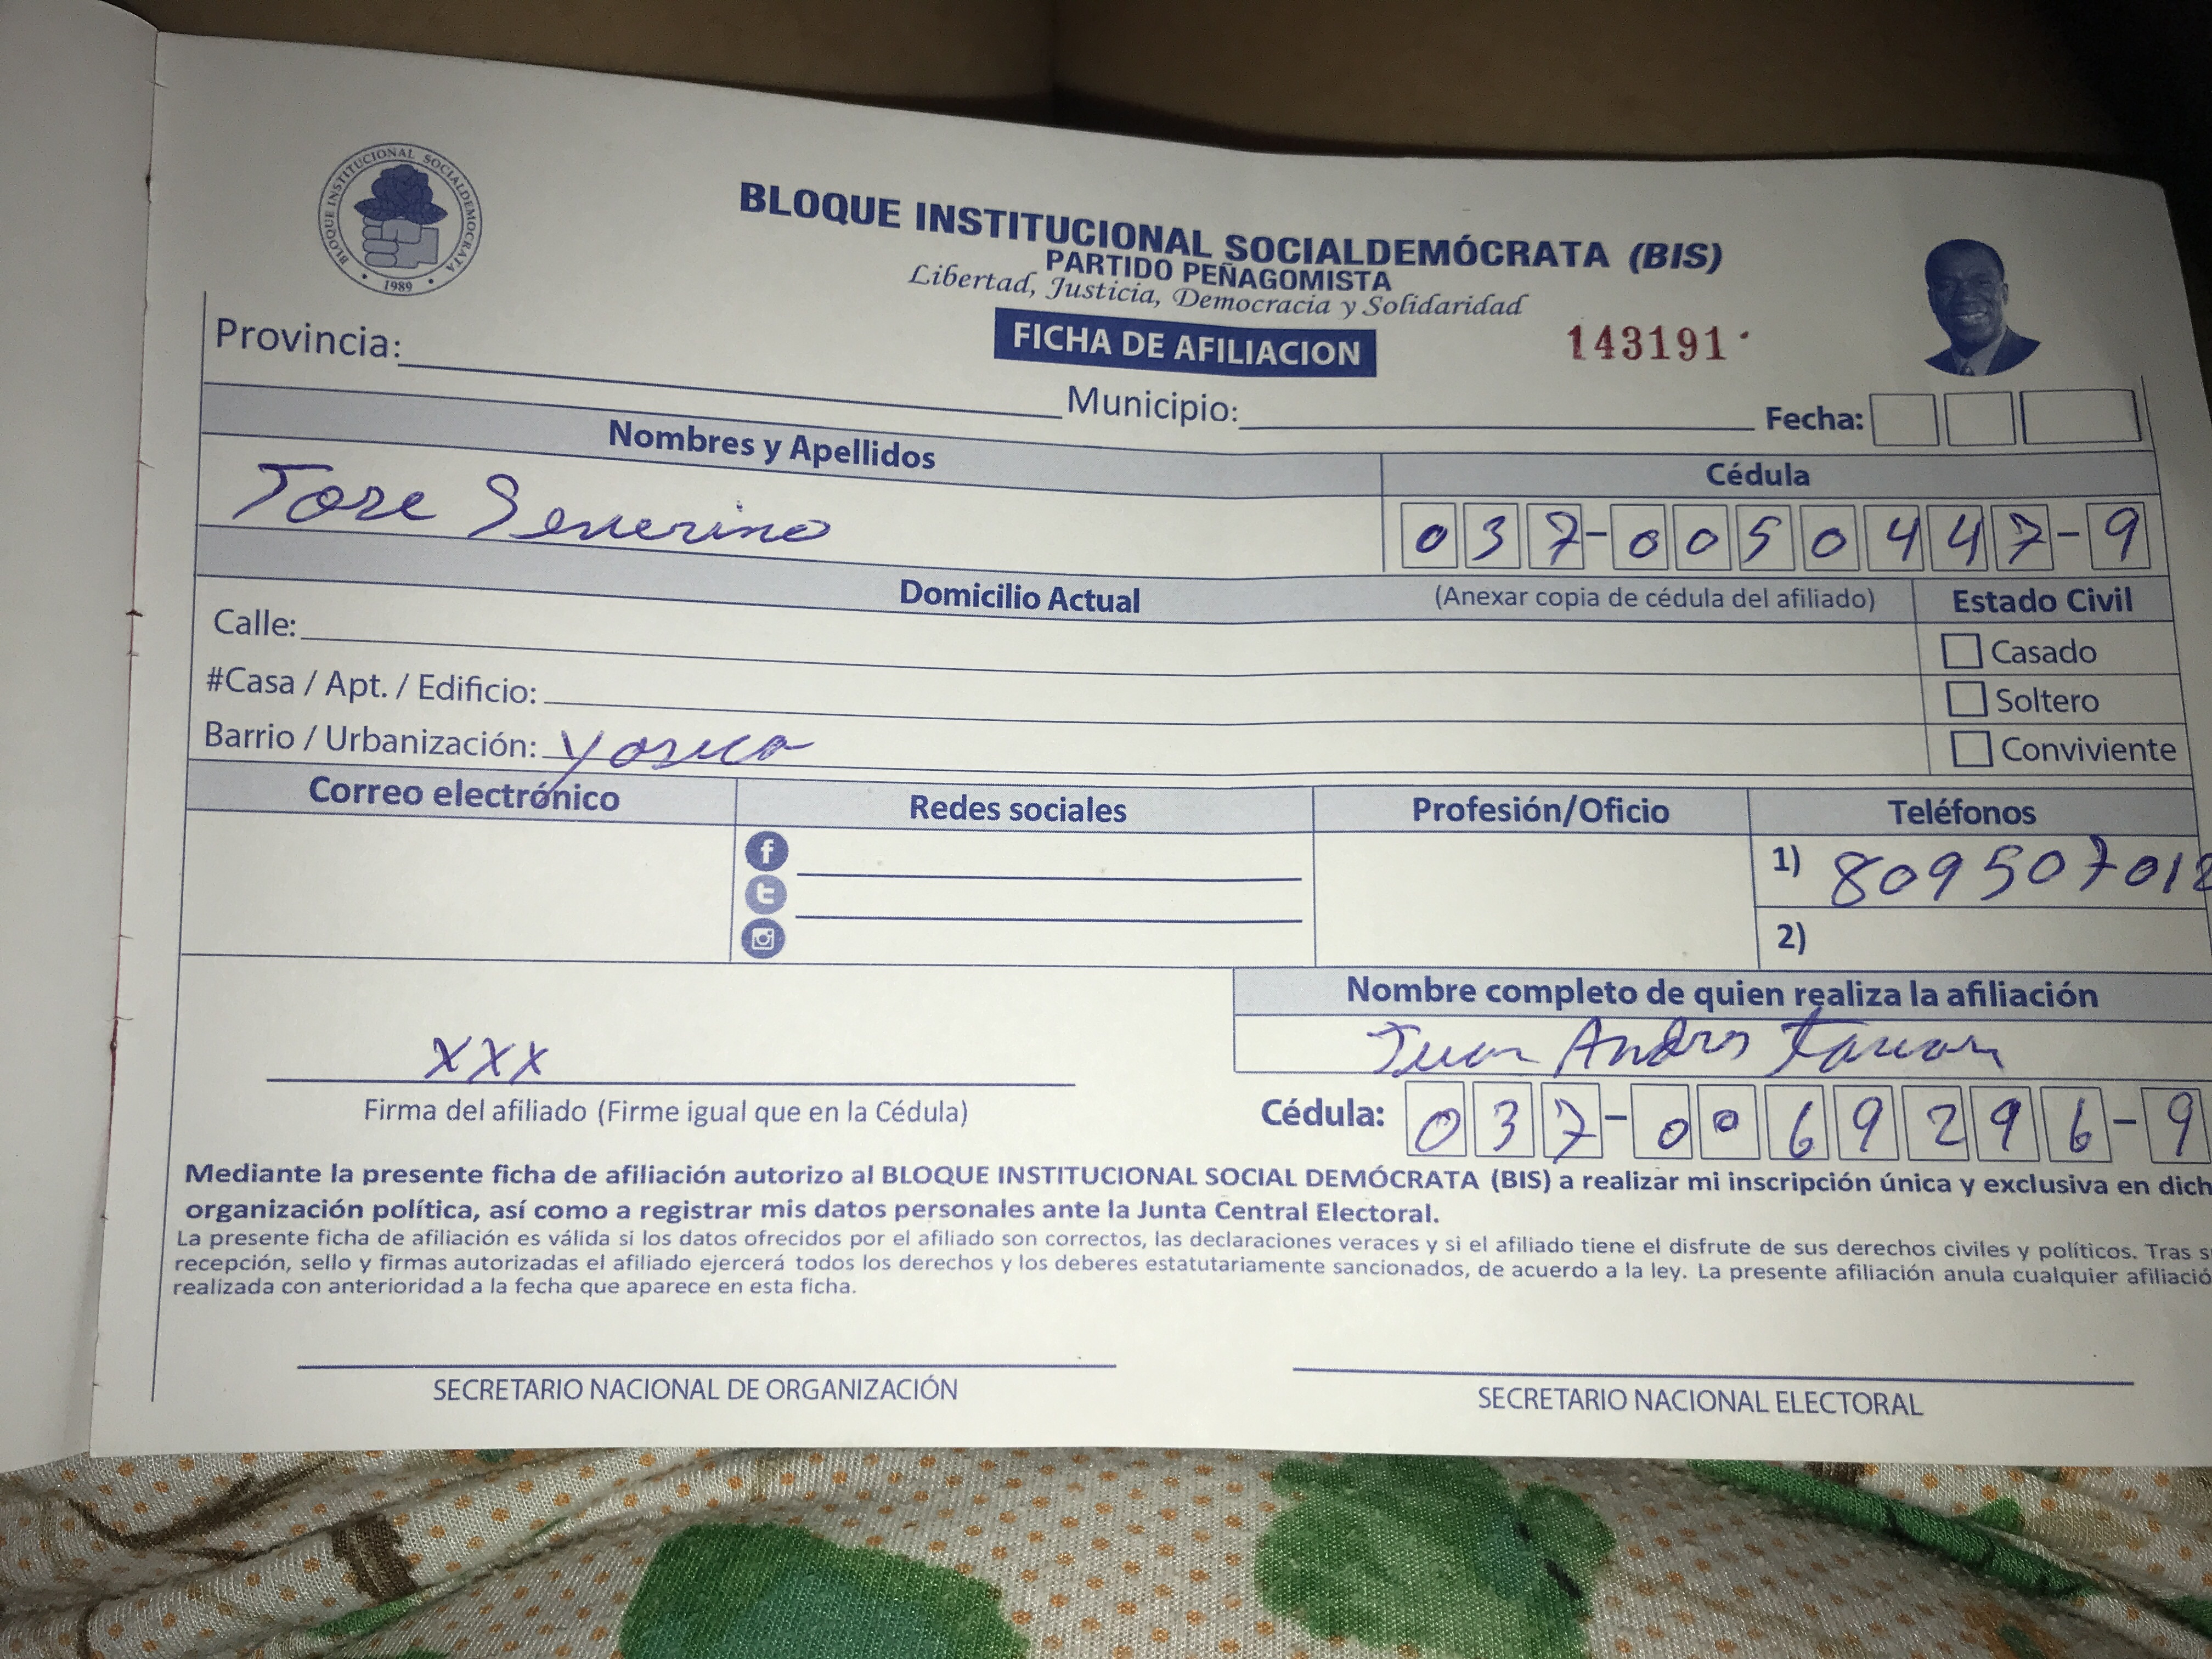 BLOQUE INSTITUCIONAL SOCIALDEMOCRATA
1989
BLOQUE INSTITUCIONAL SOCIALDEMÓCRATA (BIS)
PARTIDO PEÑAGOMISTA
Libertad, Justicia, Democracia y Solidaridad
FICHA DE AFILIACION 143191
Provincia: Municipio: Fecha:
Nombres y Apellidos Cédula
Jose Severino 037-0050447-9
Domicilio Actual (Anexar copia de cédula del afiliado) Estado Civil
Calle: Casado
#Casa / Apt. / Edificio: Soltero
Barrio / Urbanización: Yasica Conviviente
Correo electrónico Redes sociales Profesión/Oficio Teléfonos
1) 809507018
2)
Nombre completo de quien realiza la afiliación
Juan Andres
xxx
Firma del afiliado (Firme igual que en la Cédula) Cédula: 037-0069296-9
Mediante la presente ficha de afiliación autorizo al BLOQUE INSTITUCIONAL SOCIAL DEMÓCRATA (BIS) a realizar mi inscripción única y exclusiva en dich
organización política, así como a registrar mis datos personales ante la Junta Central Electoral.
La presente ficha de afiliación es válida si los datos ofrecidos por el afiliado son correctos, las declaraciones veraces y si el afiliado tiene el disfrute de sus derechos civiles y políticos. Tras s
recepción, sello y firmas autorizadas el afiliado ejercerá todos los derechos y los deberes estatutariamente sancionados, de acuerdo a la ley. La presente afiliación anula cualquier afiliació
realizada con anterioridad a la fecha que aparece en esta ficha.
SECRETARIO NACIONAL DE ORGANIZACIÓN SECRETARIO NACIONAL ELECTORAL